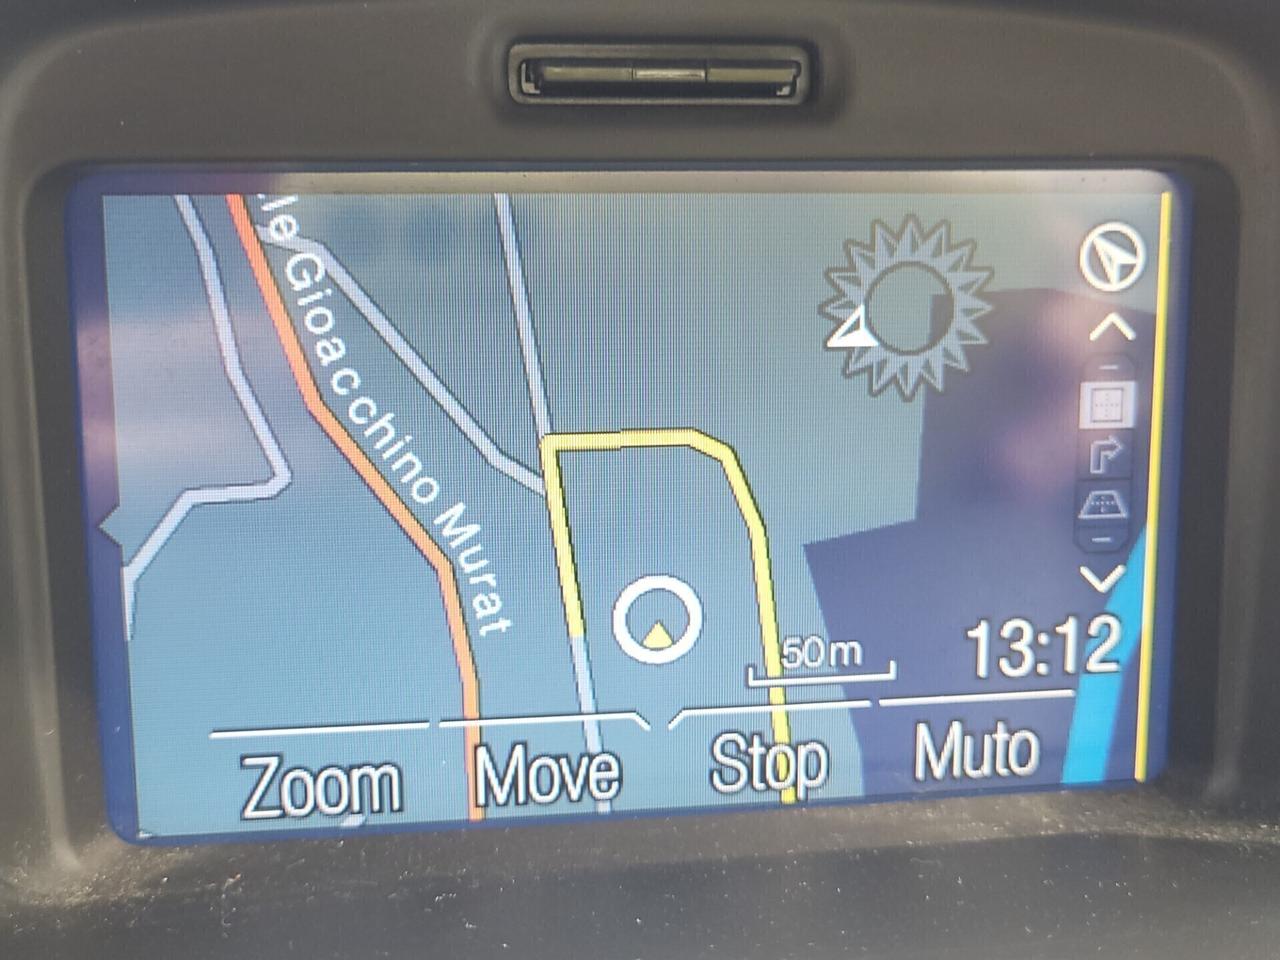 le Gioacchino Murat
50m
13:12
Zoom
Move
Stop
Muto